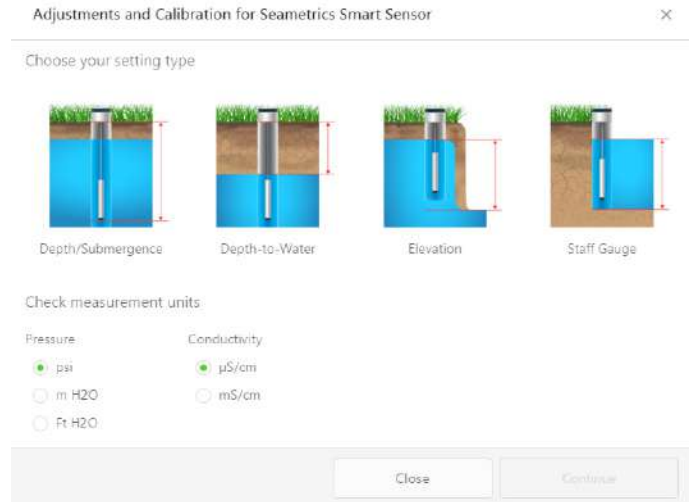 Adjustments and Calibration for Seametrics Smart Sensor
Choose your setting type
Depth/Submergence
Depth-to-Water
Elevation
Staff Gauge
Check measurement units
Pressure
Conductivity
psi
µS/cm
m H2O
mS/cm
Ft H2O
Close
Continue